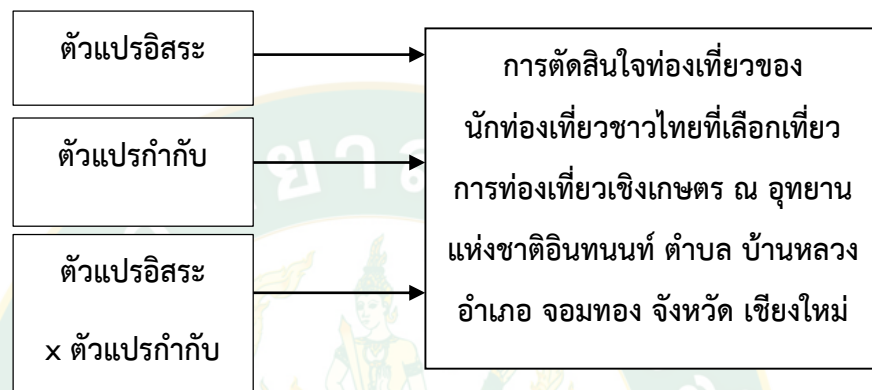 ตัวแปรอิสระ
ตัวแปรกำกับ
ตัวแปรอิสระ
x ตัวแปรกำกับ
การตัดสินใจท่องเที่ยวของ
นักท่องเที่ยวชาวไทยที่เลือกเที่ยว
การท่องเที่ยวเชิงเกษตร ณ อุทยาน
แห่งชาติอินทนนท์ ตำบล บ้านหลวง
อำเภอ จอมทอง จังหวัด เชียงใหม่